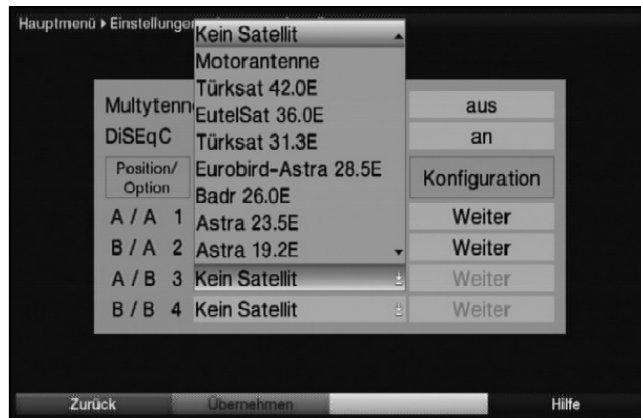 Hauptmenü ▸ Einstellungen
Kein Satellit
Motorantenne
Türksat 42.0E
EutelSat 36.0E
Türksat 31.3E
Eurobird-Astra 28.5E
Badr 26.0E
Astra 23.5E
Astra 19.2E
Multytenn aus
DiSEqC an
Position/
Option
Konfiguration
A / A 1 Weiter
B / A 2 Weiter
A / B 3 Kein Satellit Weiter
B / B 4 Kein Satellit Weiter
Zurück Übernehmen Hilfe